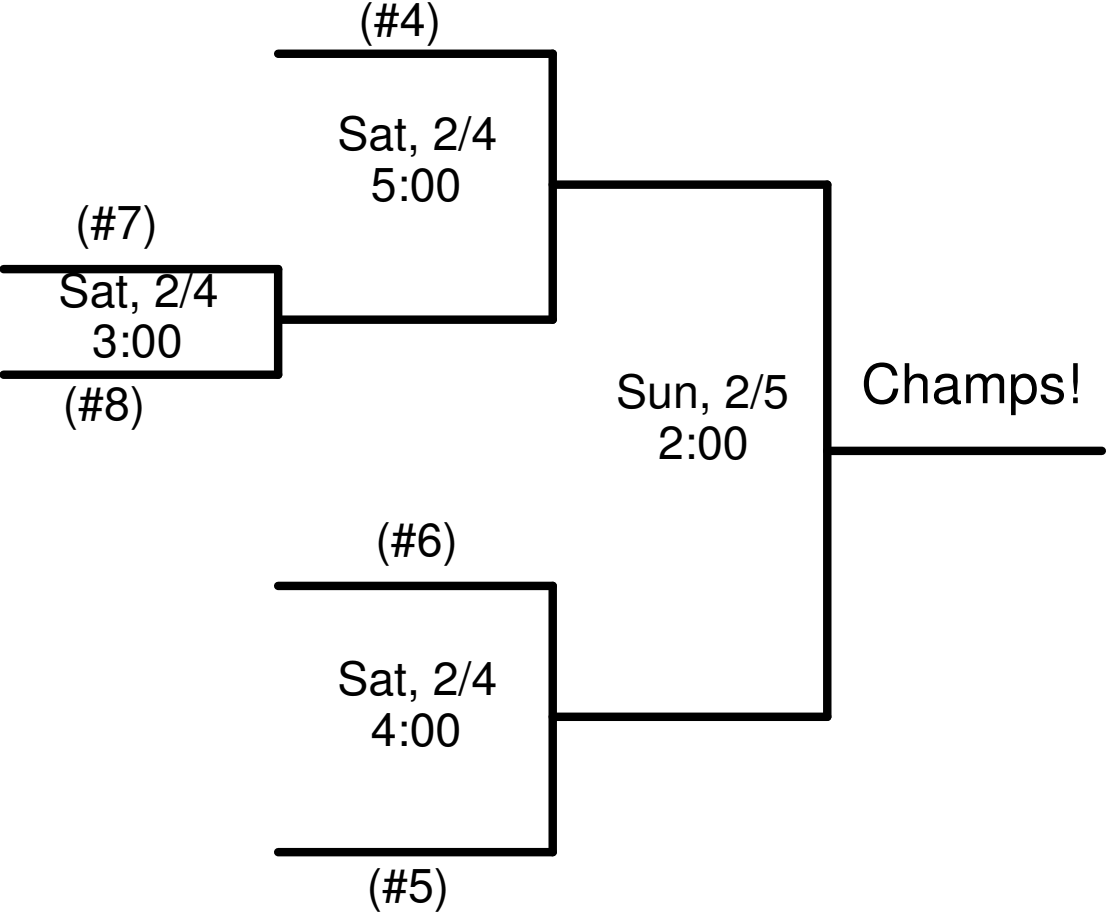 (#4)
Sat, 2/4
5:00
(#7)
Sat, 2/4
3:00
(#8)
Sun, 2/5
2:00
Champs!
(#6)
Sat, 2/4
4:00
(#5)